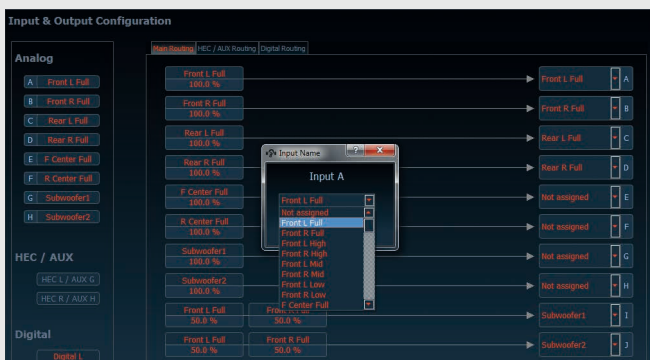 Input & Output Configuration
Main Routing HEC / AUX Routing Digital Routing
Analog
A Front L Full
B Front R Full
C Rear L Full
D Rear R Full
E F Center Full
F R Center Full
G Subwoofer1
H Subwoofer2
HEC / AUX
HEC L / AUX G
HEC R / AUX H
Digital
Digital L
Front L Full
100.0 %
Front L Full A
Front R Full
100.0 %
Front R Full B
Rear L Full
100.0 %
Rear L Full C
Rear R Full
100.0 %
Rear R Full D
F Center Full
100.0 %
Not assigned E
R Center Full
100.0 %
Not assigned F
Subwoofer1
100.0 %
Not assigned G
Subwoofer2
100.0 %
Not assigned H
Front L Full
50.0 %
50.0 %
Subwoofer1 I
Front L Full Front R Full
50.0 % 50.0 %
Subwoofer2 J
Input Name
Input A
Front L Full
Not assigned
Front L Full
Front R Full
Front L High
Front R High
Front L Mid
Front R Mid
Front L Low
Front R Low
F Center Full